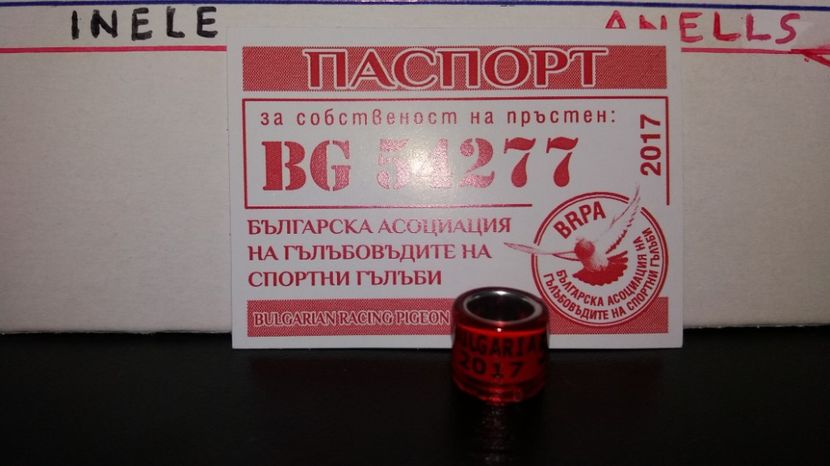 INELE
ANELLS
ПАСПОРТ
за собственост на пръстен:
BG 54277
2017
БЪЛГАРСКА АСОЦИАЦИЯ
НА ГЪЛЪБОВЪДИТЕ НА
СПОРТНИ ГЪЛЪБИ
BRPA
БЪЛГАРСКА АСОЦИАЦИЯ НА
ГЪЛЪБОВЪДИТЕ НА СПОРТНИ ГЪЛЪБИ
BULGARIAN RACING PIGEON
BULGARIA
2017